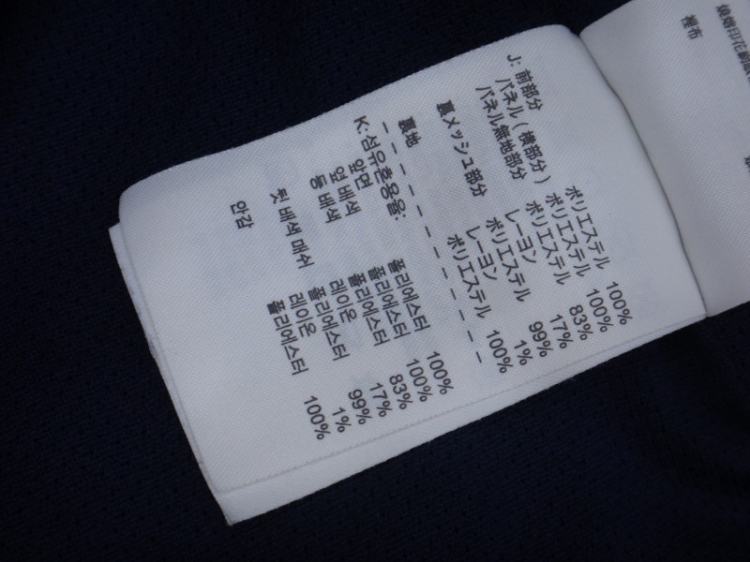 J: 前部分 ポリエステル 100%
パネル ( 横部分 ) ポリエステル 100%
パネル無地部分 ポリエステル 83%
レーヨン 17%
裏メッシュ部分 ポリエステル 99%
レーヨン 1%
裏地 ポリエステル 100%
K: 섬유혼용율:
앞면 폴리에스터 100%
옆 배색 폴리에스터 100%
등 배색 폴리에스터 83%
레이온 17%
뒷 배색 매쉬 폴리에스터 99%
레이온 1%
안감 폴리에스터 100%
裡布